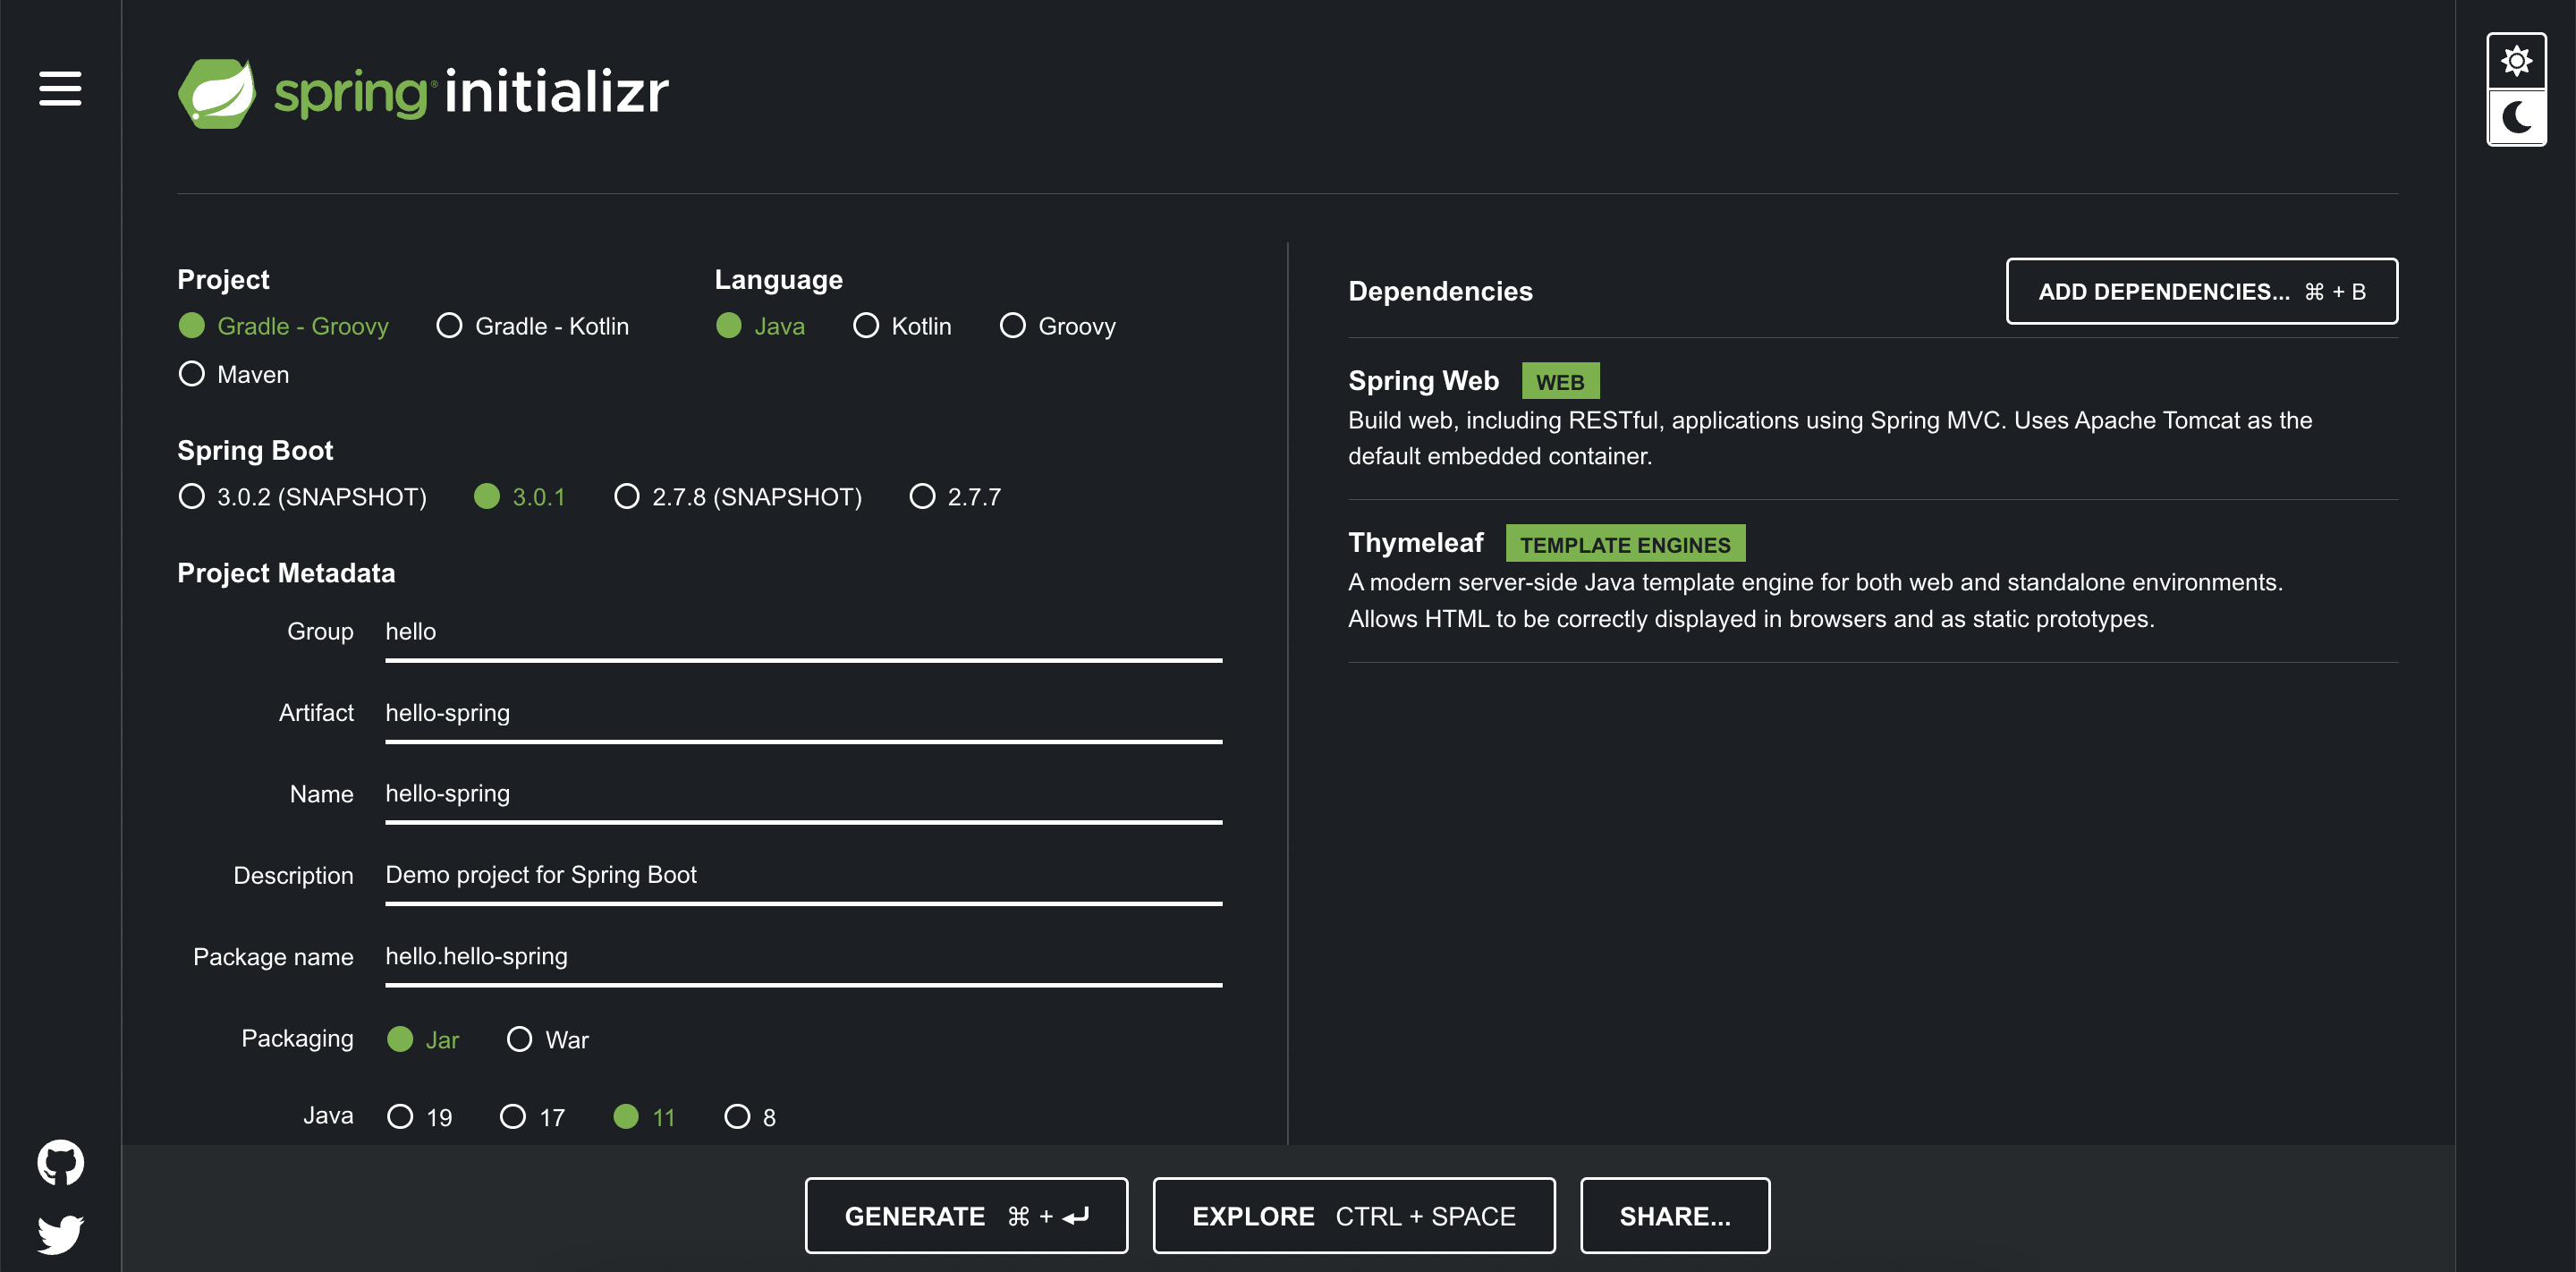 spring initializr
Project
Gradle - Groovy
Gradle - Kotlin
Maven
Language
Java
Kotlin
Groovy
Spring Boot
3.0.2 (SNAPSHOT)
3.0.1
2.7.8 (SNAPSHOT)
2.7.7
Project Metadata
Group hello
Artifact hello-spring
Name hello-spring
Description Demo project for Spring Boot
Package name hello.hello-spring
Packaging Jar War
Java 19 17 11 8
Dependencies
ADD DEPENDENCIES... ⌘ + B
Spring Web WEB
Build web, including RESTful, applications using Spring MVC. Uses Apache Tomcat as the
default embedded container.
Thymeleaf TEMPLATE ENGINES
A modern server-side Java template engine for both web and standalone environments.
Allows HTML to be correctly displayed in browsers and as static prototypes.
GENERATE ⌘ + ↵
EXPLORE CTRL + SPACE
SHARE...